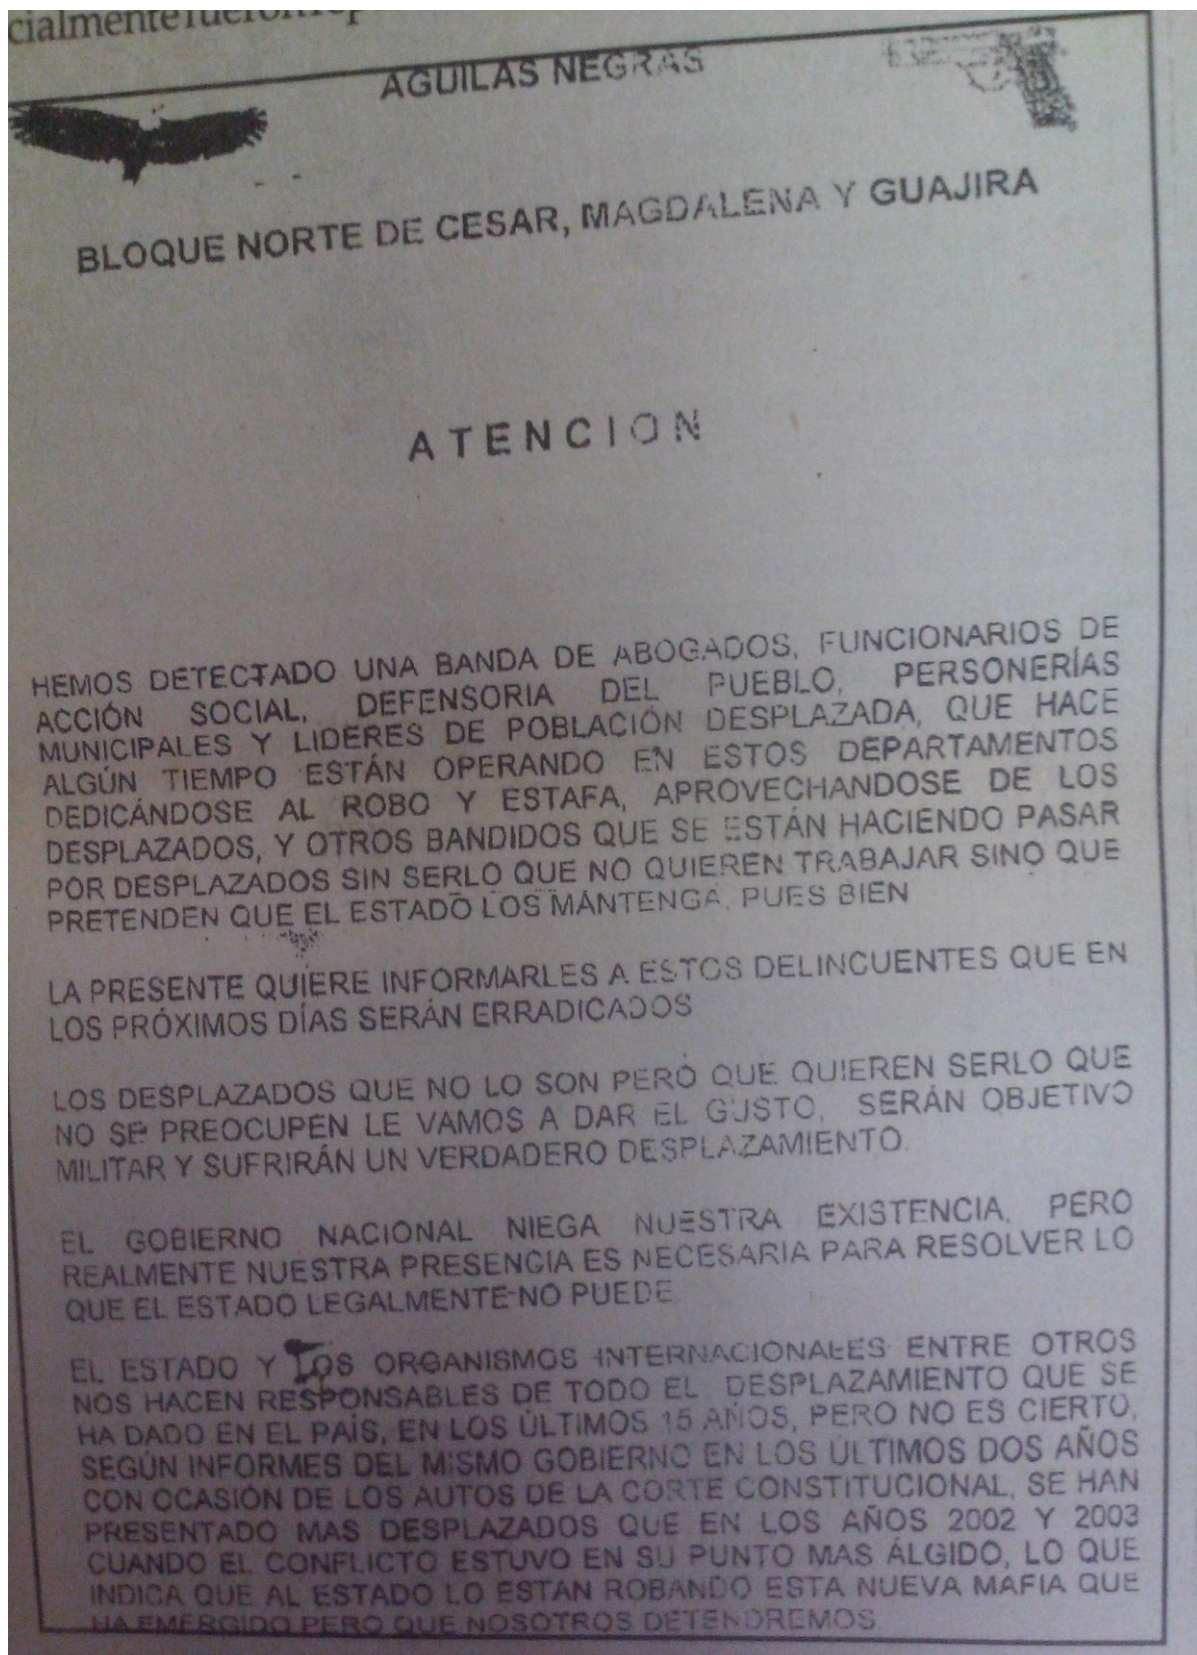 cialmente fueron
AGUILAS NEGRAS
BLOQUE NORTE DE CESAR, MAGDALENA Y GUAJIRA
ATENCION
HEMOS DETECTADO UNA BANDA DE ABOGADOS, FUNCIONARIOS DE
ACCIÓN SOCIAL, DEFENSORIA DEL PUEBLO, PERSONERÍAS
MUNICIPALES Y LIDERES DE POBLACIÓN DESPLAZADA, QUE HACE
ALGÚN TIEMPO ESTÁN OPERANDO EN ESTOS DEPARTAMENTOS
DEDICÁNDOSE AL ROBO Y ESTAFA, APROVECHANDOSE DE LOS
DESPLAZADOS, Y OTROS BANDIDOS QUE SE ESTÁN HACIENDO PASAR
POR DESPLAZADOS SIN SERLO QUE NO QUIEREN TRABAJAR SINO QUE
PRETENDEN QUE EL ESTADO LOS MANTENGA. PUES BIEN
LA PRESENTE QUIERE INFORMARLES A ESTOS DELINCUENTES QUE EN
LOS PRÓXIMOS DÍAS SERÁN ERRADICADOS
LOS DESPLAZADOS QUE NO LO SON PERO QUE QUIEREN SERLO QUE
NO SE PREOCUPEN LE VAMOS A DAR EL GUSTO, SERÁN OBJETIVO
MILITAR Y SUFRIRÁN UN VERDADERO DESPLAZAMIENTO.
EL GOBIERNO NACIONAL NIEGA NUESTRA EXISTENCIA, PERO
REALMENTE NUESTRA PRESENCIA ES NECESARIA PARA RESOLVER LO
QUE EL ESTADO LEGALMENTE NO PUEDE
EL ESTADO Y LOS ORGANISMOS INTERNACIONALES ENTRE OTROS
NOS HACEN RESPONSABLES DE TODO EL DESPLAZAMIENTO QUE SE
HA DADO EN EL PAÍS, EN LOS ÚLTIMOS 15 AÑOS, PERO NO ES CIERTO,
SEGÚN INFORMES DEL MISMO GOBIERNO EN LOS ÚLTIMOS DOS AÑOS
CON OCASIÓN DE LOS AUTOS DE LA CORTE CONSTITUCIONAL, SE HAN
PRESENTADO MAS DESPLAZADOS QUE EN LOS AÑOS 2002 Y 2003
CUANDO EL CONFLICTO ESTUVO EN SU PUNTO MAS ÁLGIDO, LO QUE
INDICA QUE AL ESTADO LO ESTAN ROBANDO ESTA NUEVA MAFIA QUE
HA EMERGIDO PERO QUE NOSOTROS DETENDREMOS